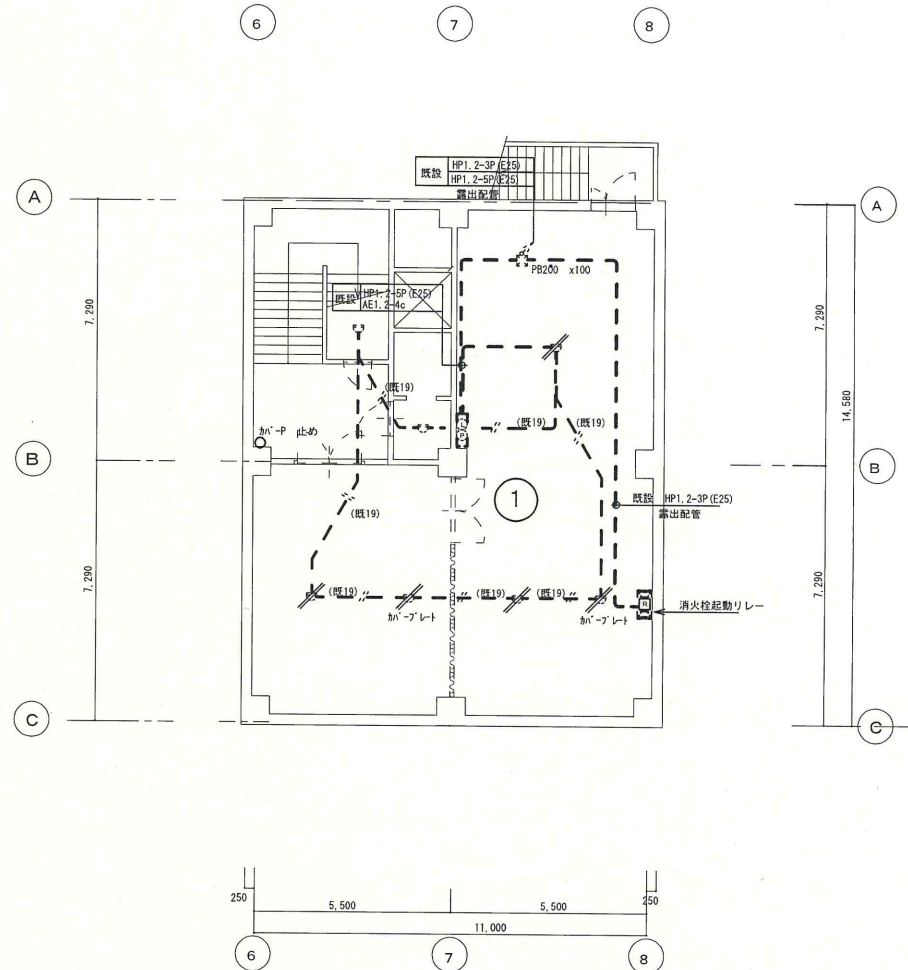 6 7 8
既設 HP1.2-3P(E25)
HP1.2-5P(E25)
露出配管
A A
PB200 x100
既設 HP1.2-5P(E25)
AE1.2-4c
7,290 7,290
14,580
(既19)
(既19) (既19)
L
P
ｶﾊﾞｰP 止め
B B
1
既設 HP1.2-3P(E25)
露出配管
(既19)
7,290 7,290
(既19) (既19) (既19)
R 消火栓起動リレー
ｶﾊﾞｰﾌﾟﾚｰﾄ ｶﾊﾞｰﾌﾟﾚｰﾄ
C C
250 5,500 5,500 250
11,000
6 7 8